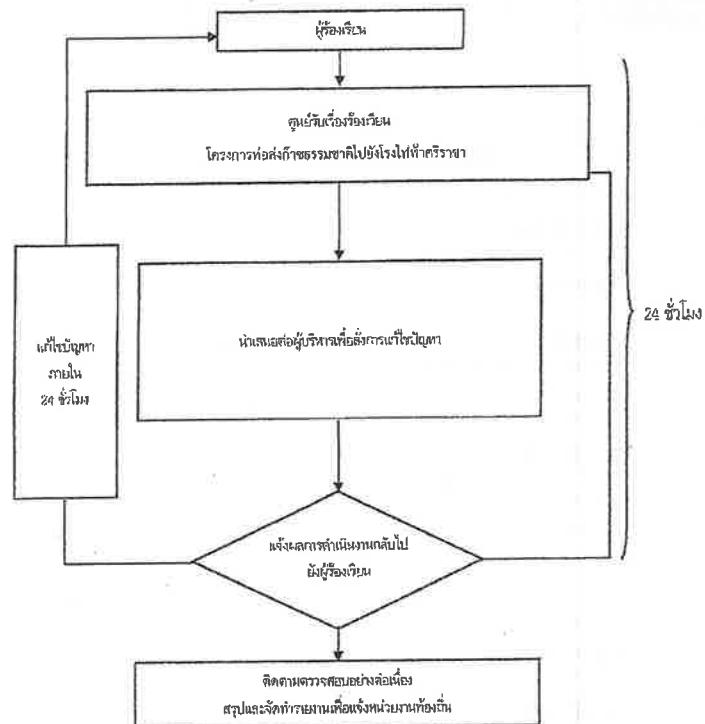 ผู้ร้องเรียน
ศูนย์รับเรื่องร้องเรียน
โครงการท่อส่งก๊าซธรรมชาติไปยังโรงไฟฟ้าศรีราชา
นำเสนอต่อผู้บริหารเพื่อสั่งการแก้ไขปัญหา
24 ชั่วโมง
แก้ไขปัญหา
ภายใน
24 ชั่วโมง
แจ้งผลการดำเนินงานกลับไป
ยังผู้ร้องเรียน
ติดตามตรวจสอบอย่างต่อเนื่อง
สรุปและจัดทำรายงานเพื่อแจ้งหน่วยงานท้องถิ่น